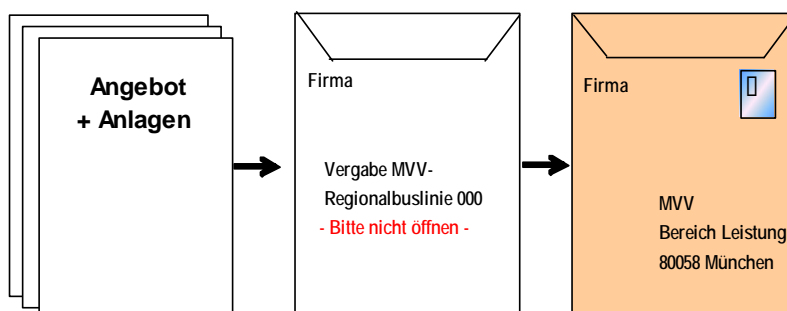 Angebot
+ Anlagen
Firma
Vergabe MVV-
Regionalbuslinie 000
- Bitte nicht öffnen -
Firma
MVV
Bereich Leistung
80058 München